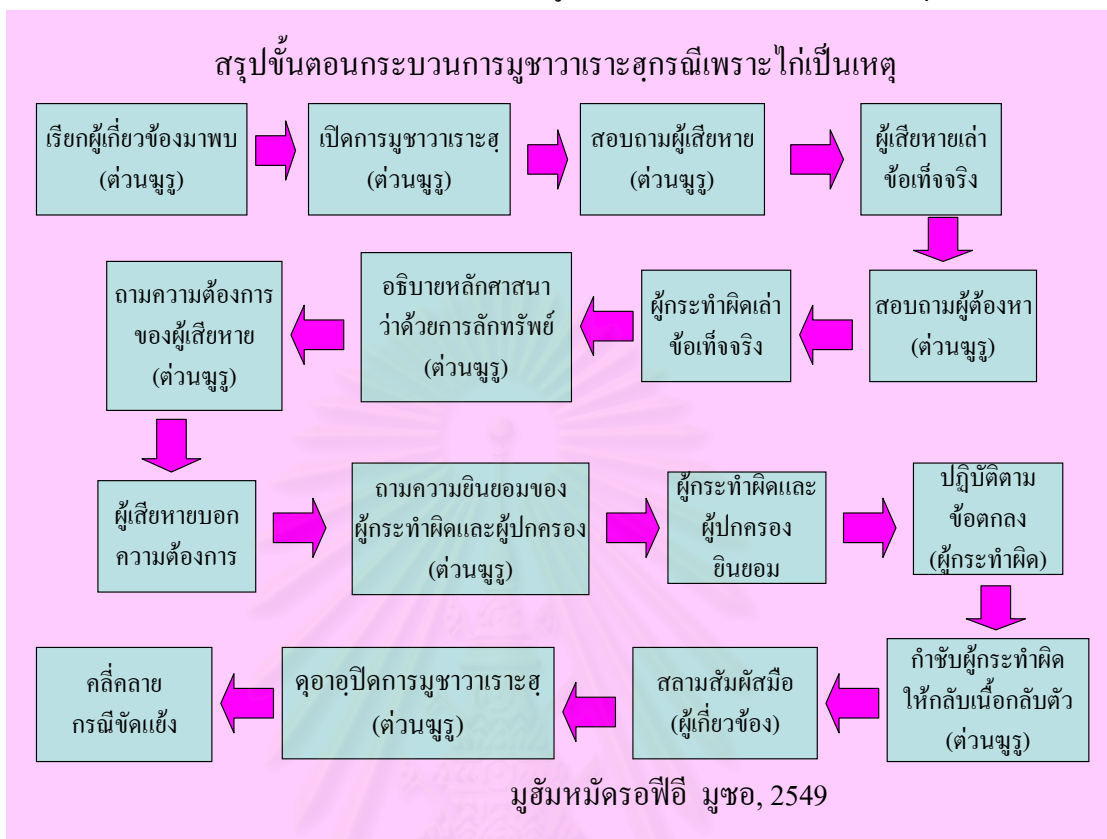 สรุปขั้นตอนกระบวนการมูชาวาเราะฮฺกรณีเพราะไก่เป็นเหตุ
เรียกผู้เกี่ยวข้องมาพบ
(ต่วนฆูรู)
เปิดการมูชาวาเราะฮฺ
(ต่วนฆูรู)
สอบถามผู้เสียหาย
(ต่วนฆูรู)
ผู้เสียหายเล่า
ข้อเท็จจริง
สอบถามผู้ต้องหา
(ต่วนฆูรู)
ผู้กระทำผิดเล่า
ข้อเท็จจริง
อธิบายหลักศาสนา
ว่าด้วยการลักทรัพย์
(ต่วนฆูรู)
ถามความต้องการ
ของผู้เสียหาย
(ต่วนฆูรู)
ผู้เสียหายบอก
ความต้องการ
ถามความยินยอมของ
ผู้กระทำผิดและผู้ปกครอง
(ต่วนฆูรู)
ผู้กระทำผิดและ
ผู้ปกครอง
ยินยอม
ปฏิบัติตาม
ข้อตกลง
(ผู้กระทำผิด)
กำชับผู้กระทำผิด
ให้กลับเนื้อกลับตัว
(ต่วนฆูรู)
สลามสัมผัสมือ
(ผู้เกี่ยวข้อง)
ดุอาอฺปิดการมูชาวาเราะฮฺ
(ต่วนฆูรู)
คลี่คลาย
กรณีขัดแย้ง
มูฮัมหมัดรอฟีอี มูซอ, 2549